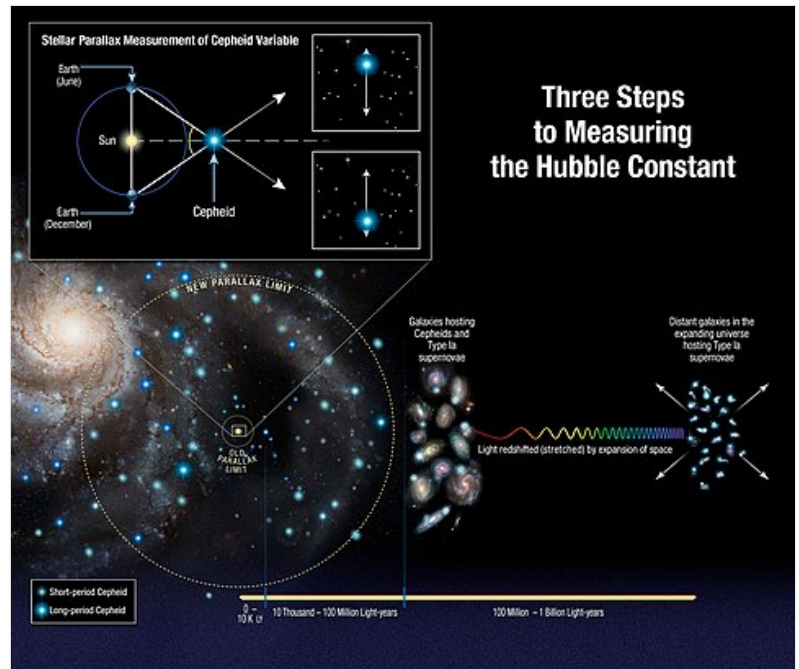 Stellar Parallax Measurement of Cepheid Variable
Earth
(June)
Sun
Earth
(December)
Cepheid
Three Steps
to Measuring
the Hubble Constant
NEW PARALLAX LIMIT
OLD
PARALLAX
LIMIT
Galaxies hosting
Cepheids and
Type Ia
supernovae
Distant galaxies in the
expanding universe
hosting Type Ia
supernovae
Light redshifted (stretched) by expansion of space
Short-period Cepheid
Long-period Cepheid
0 –
10K LY
10 Thousand – 100 Million Light-years
100 Million – 1 Billion Light-years